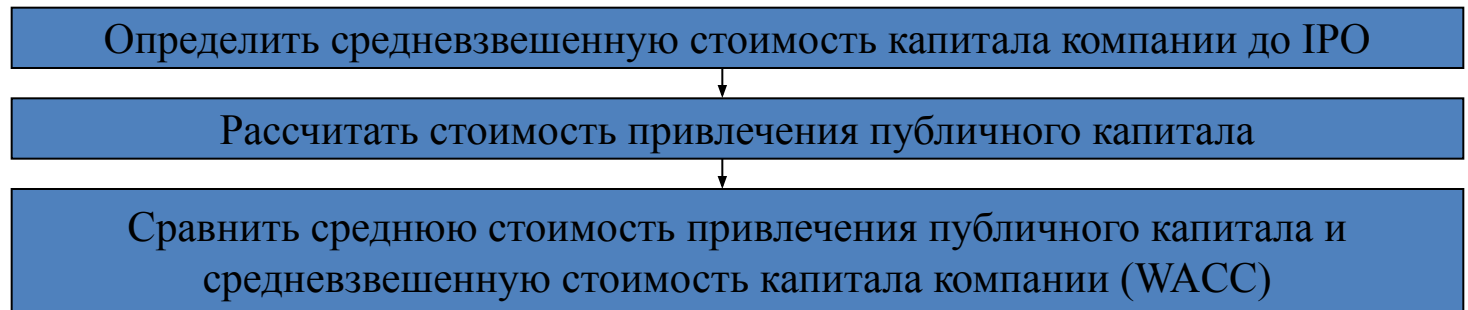 Определить средневзвешенную стоимость капитала компании до IPO
Рассчитать стоимость привлечения публичного капитала
Сравнить среднюю стоимость привлечения публичного капитала и
средневзвешенную стоимость капитала компании (WACC)